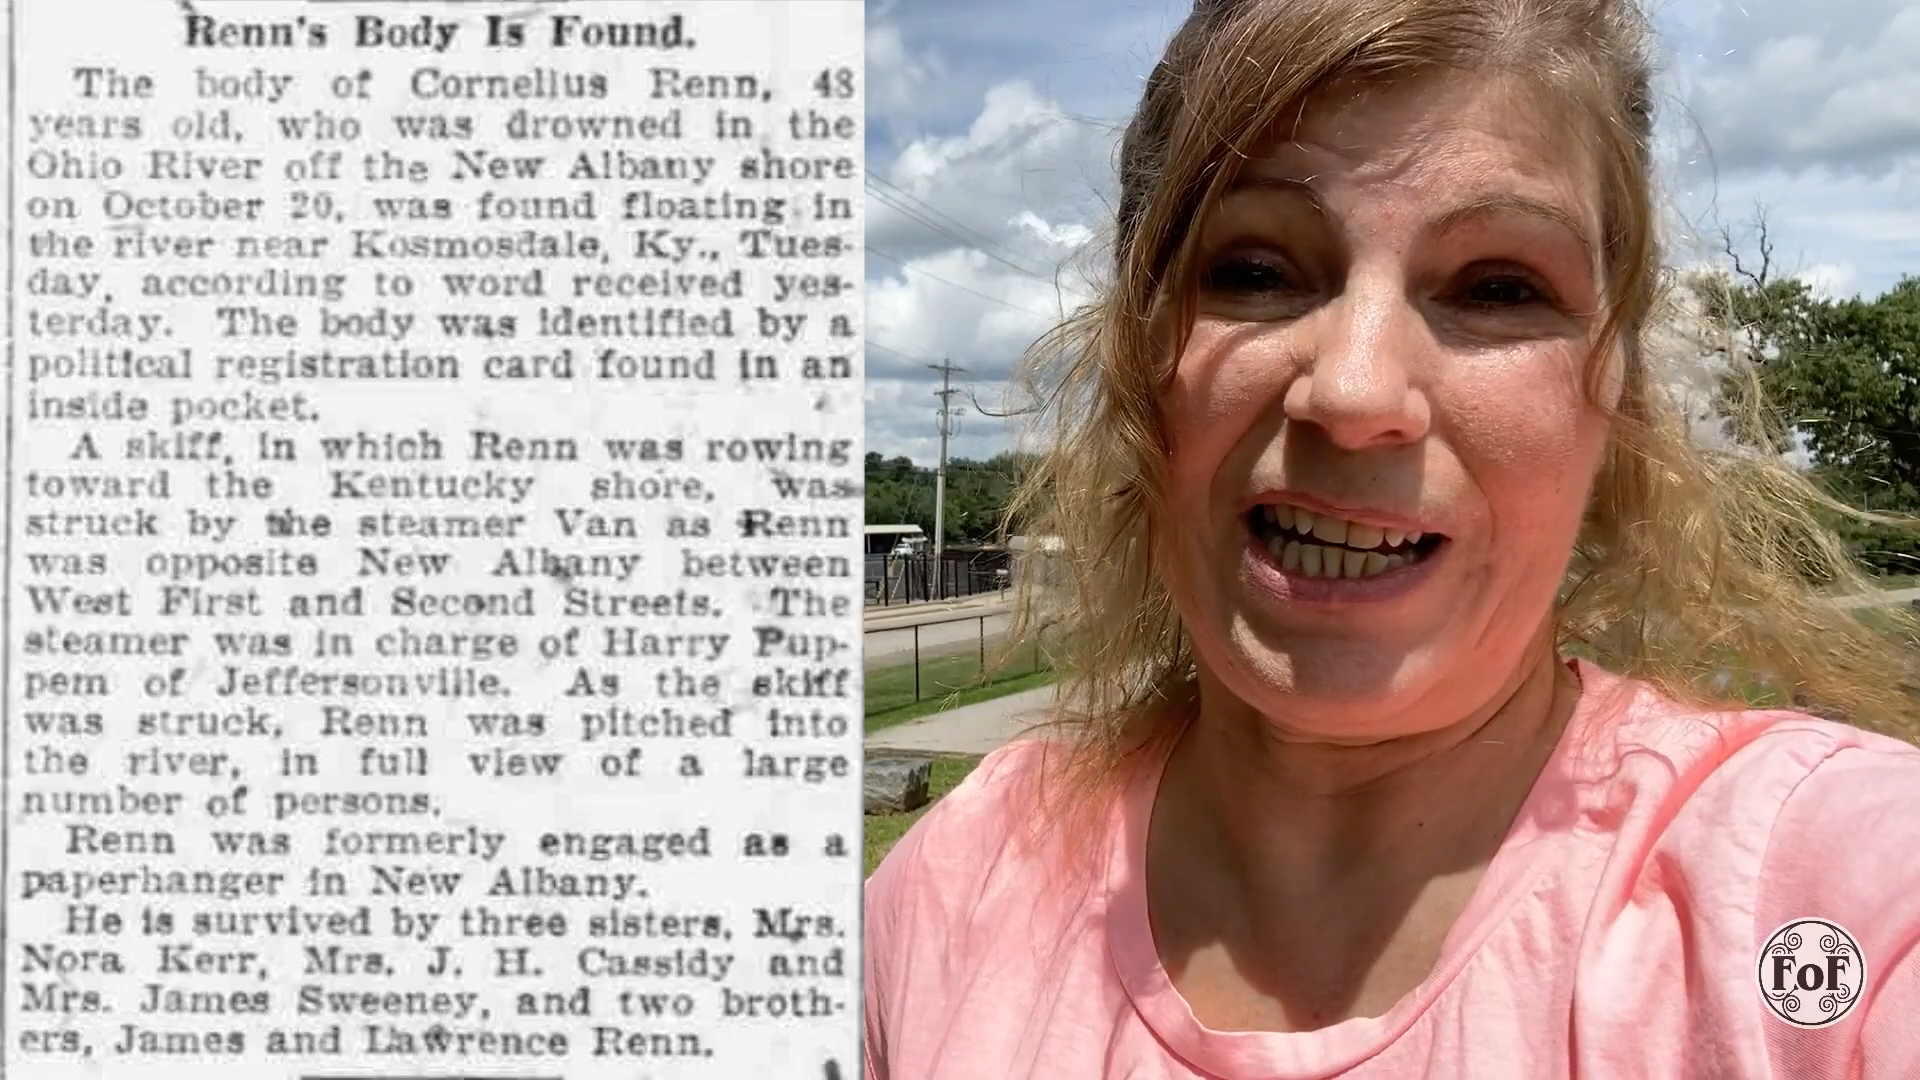 Renn's Body Is Found.
The body of Cornelius Renn, 48
years old, who was drowned in the
Ohio River off the New Albany shore
on October 20, was found floating in
the river near Kosmosdale, Ky., Tues-
day, according to word received yes-
terday. The body was identified by a
political registration card found in an
inside pocket.
A skiff, in which Renn was rowing
toward the Kentucky shore, was
struck by the steamer Van as Renn
was opposite New Albany between
West First and Second Streets. The
steamer was in charge of Harry Pup-
pem of Jeffersonville. As the skiff
was struck, Renn was pitched into
the river, in full view of a large
number of persons.
Renn was formerly engaged as a
paperhanger in New Albany.
He is survived by three sisters, Mrs.
Nora Kerr, Mrs. J. H. Cassidy and
Mrs. James Sweeney, and two broth-
ers, James and Lawrence Renn.
FOF